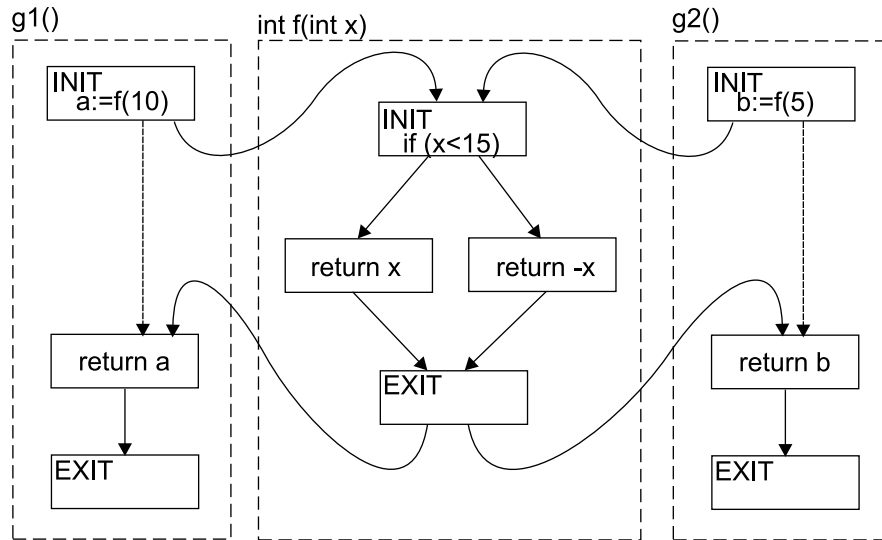 g1()
INIT
a:=f(10)
return a
EXIT
int f(int x)
INIT
if (x<15)
return x
return -x
EXIT
g2()
INIT
b:=f(5)
return b
EXIT